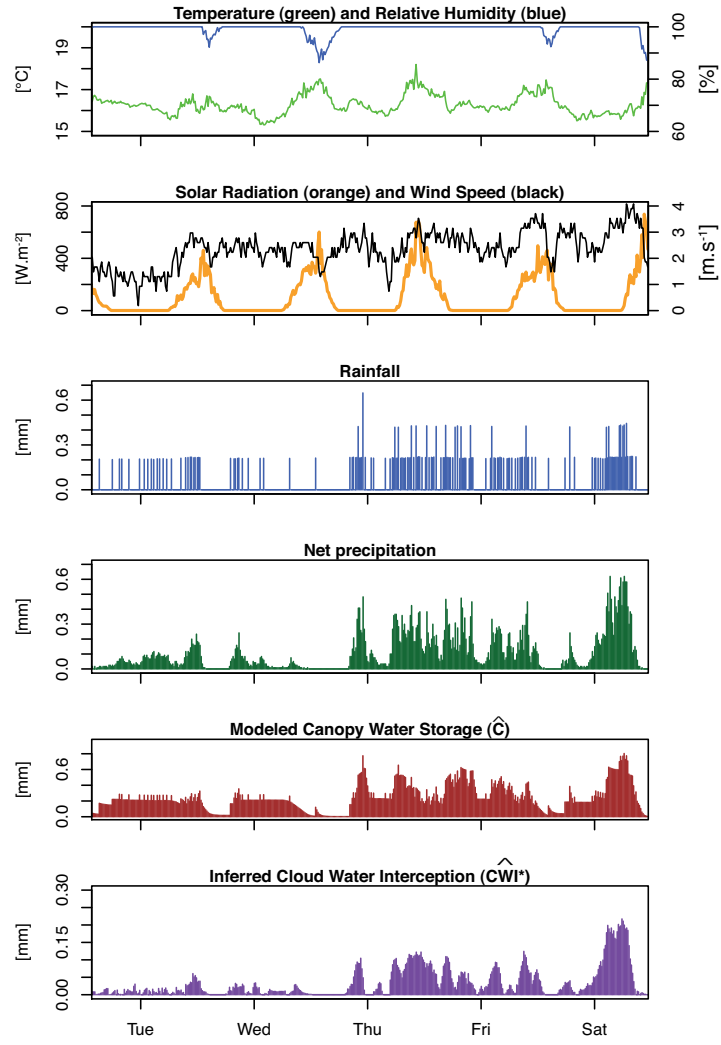 Temperature (green) and Relative Humidity (blue)
[°C]
15 17 19
60 80 100
[%]
Solar Radiation (orange) and Wind Speed (black)
[W.m⁻²]
0 400 800
0 1 2 3 4
[m.s⁻¹]
Rainfall
[mm]
0.0 0.3 0.6
Net precipitation
[mm]
0.0 0.3 0.6
Modeled Canopy Water Storage (Ĉ)
[mm]
0.0 0.6
Inferred Cloud Water Interception (ĈWI*)
[mm]
0.00 0.15 0.30
Tue Wed Thu Fri Sat